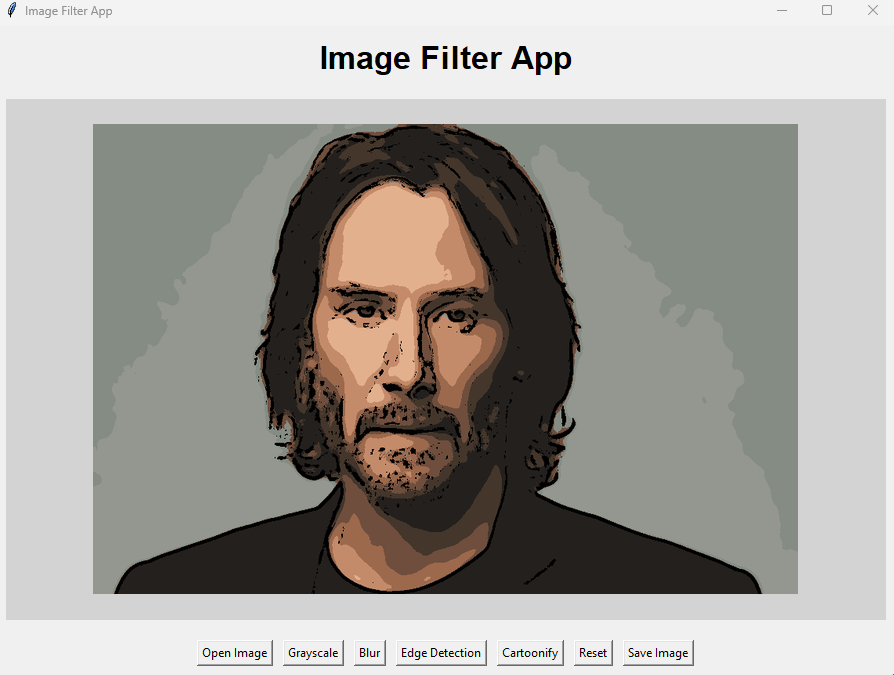 Image Filter App
Image Filter App
Open Image Grayscale Blur Edge Detection Cartoonify Reset Save Image